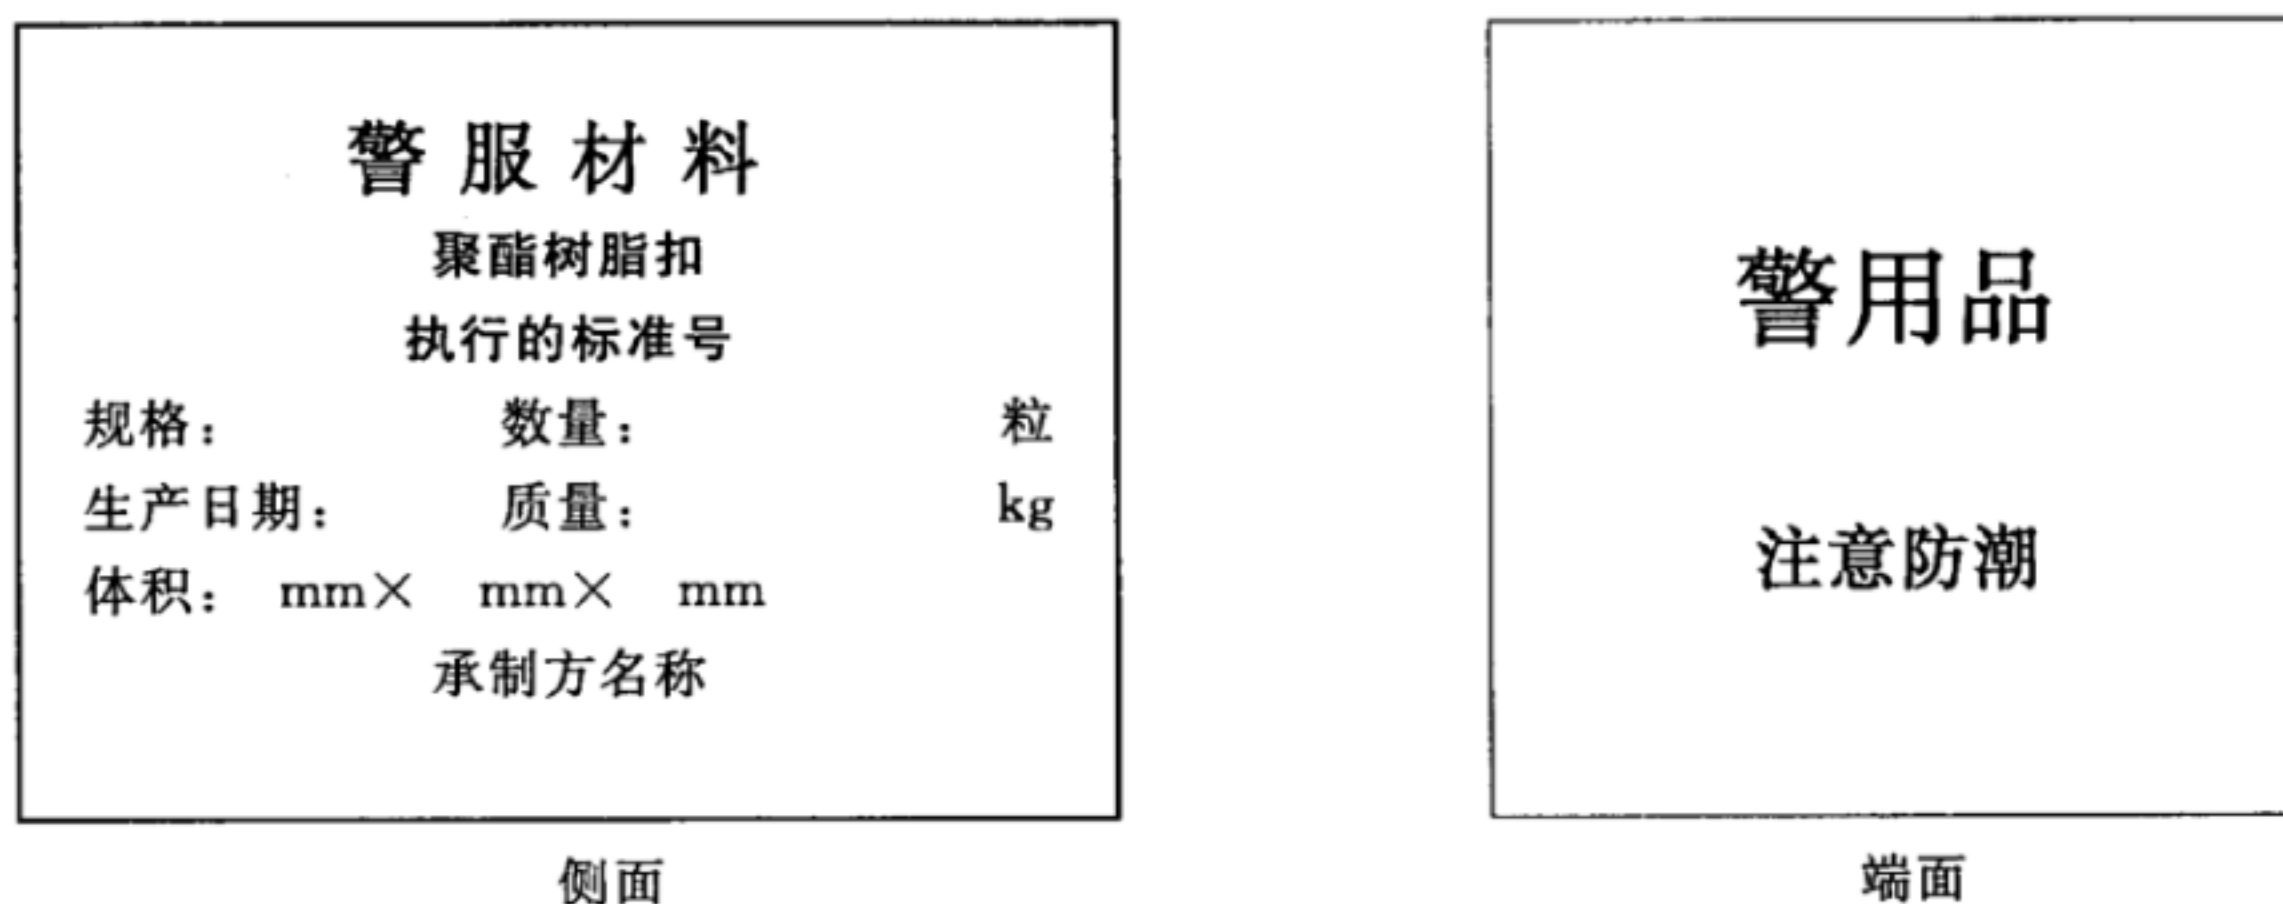 警服材料
聚酯树脂扣
执行的标准号
规格： 数量： 粒
生产日期： 质量： kg
体积： mm× mm× mm
承制方名称
侧面
警用品
注意防潮
端面